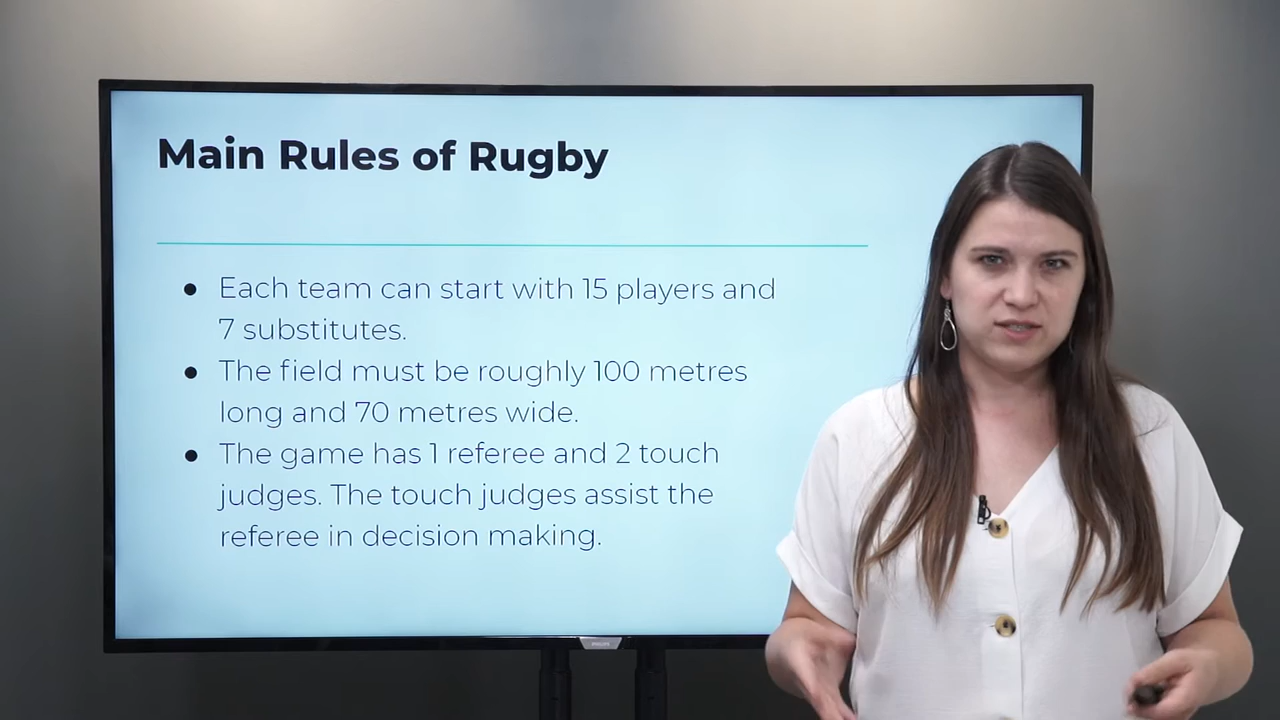 Main Rules of Rugby
● Each team can start with 15 players and
7 substitutes.
● The field must be roughly 100 metres
long and 70 metres wide.
● The game has 1 referee and 2 touch
judges. The touch judges assist the
referee in decision making.
PHILIPS